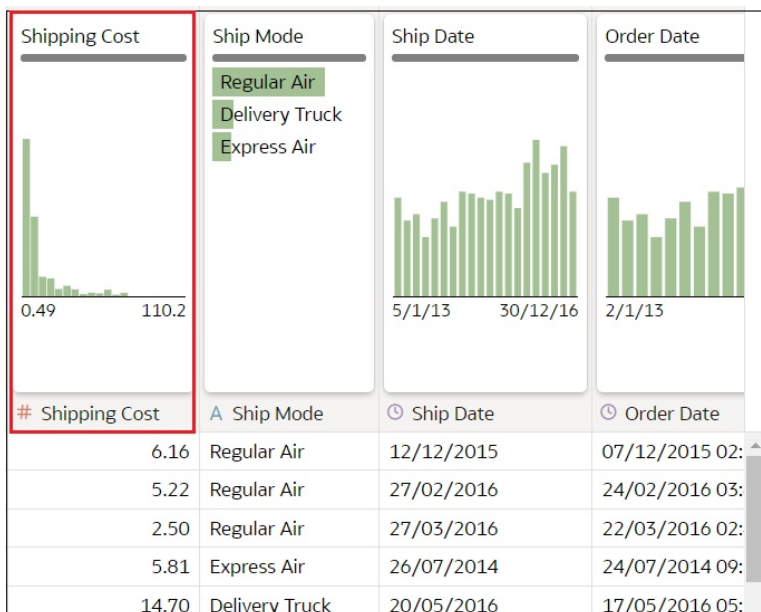 Shipping Cost Ship Mode Ship Date Order Date
Regular Air
Delivery Truck
Express Air
0.49 110.2 5/1/13 30/12/16 2/1/13
# Shipping Cost A Ship Mode Ship Date Order Date
6.16 Regular Air 12/12/2015 07/12/2015 02:
5.22 Regular Air 27/02/2016 24/02/2016 03:
2.50 Regular Air 27/03/2016 22/03/2016 02:
5.81 Express Air 26/07/2014 24/07/2014 09:
14.70 Delivery Truck 20/05/2016 17/05/2016 05: